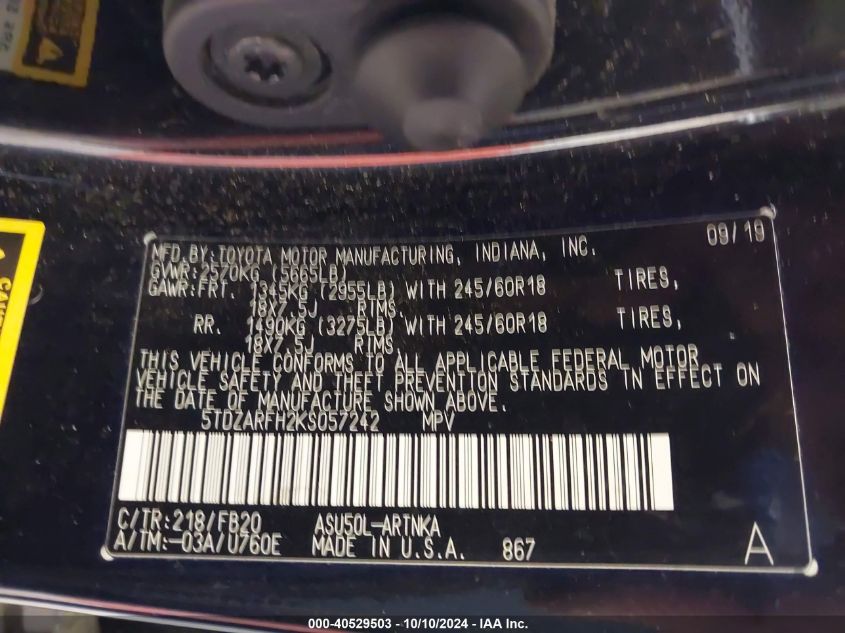 MFD.BY:TOYOTA MOTOR MANUFACTURING, INDIANA, INC. 09/19
GVWR:2570KG (5665LB)
GAWR:FRT. 1345KG (2955LB) WITH 245/60R18 TIRES,
18X7.5J RIMS.
RR. 1490KG (3275LB) WITH 245/60R18 TIRES,
18X7.5J RIMS
THIS VEHICLE CONFORMS TO ALL APPLICABLE FEDERAL MOTOR
VEHICLE SAFETY AND THEFT PREVENTION STANDARDS IN EFFECT ON
THE DATE OF MANUFACTURE SHOWN ABOVE.
5TDZARFH2KS057242 MPV
C/TR:218/FB20 ASU50L-ARTNKA
A/TM:-03A/U760E MADE IN U.S.A. 867 A
000-40529503 - 10/10/2024 - IAA Inc.